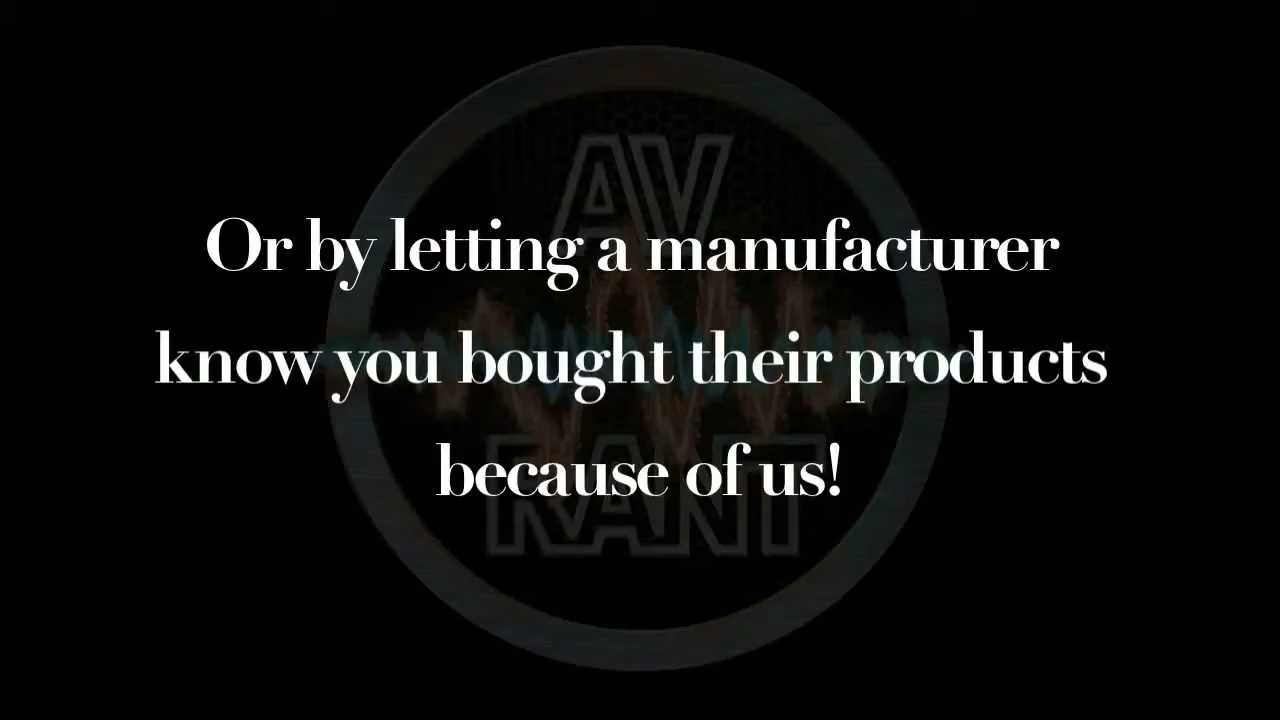 AV
Or by letting a manufacturer
know you bought their products
because of us!
RANT